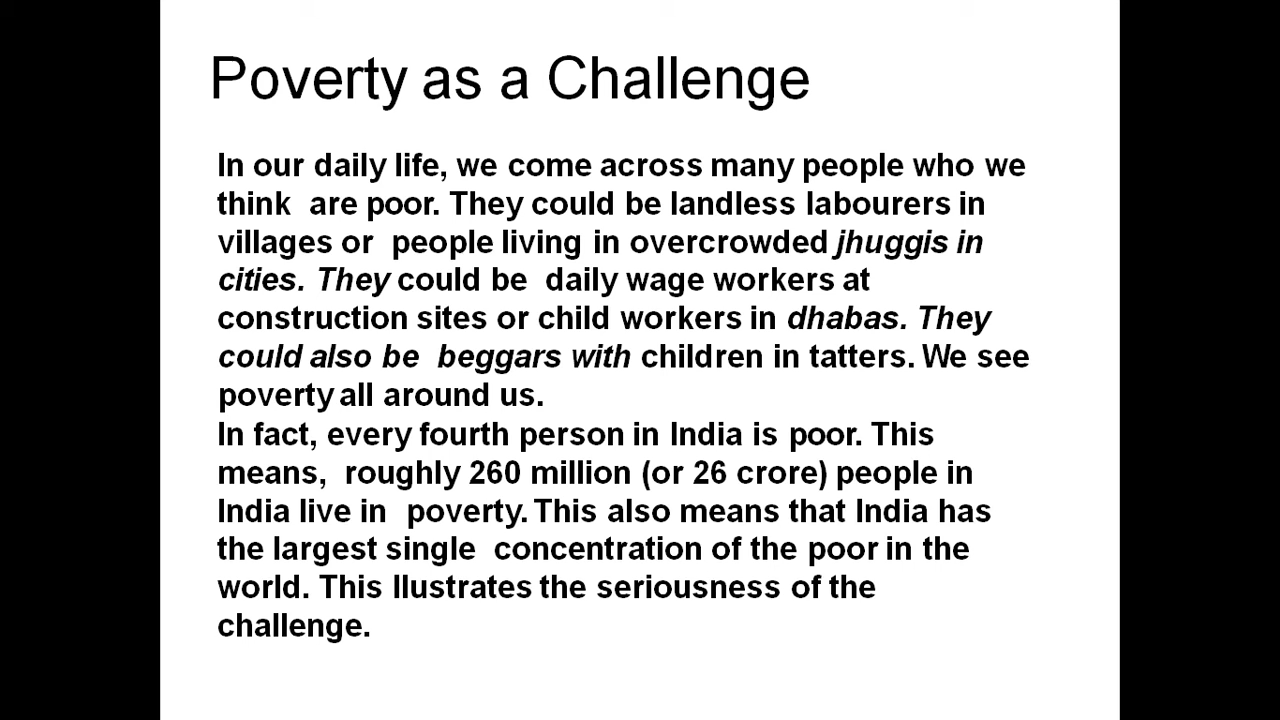 Poverty as a Challenge
In our daily life, we come across many people who we
think are poor. They could be landless labourers in
villages or people living in overcrowded jhuggis in
cities. They could be daily wage workers at
construction sites or child workers in dhabas. They
could also be beggars with children in tatters. We see
poverty all around us.
In fact, every fourth person in India is poor. This
means, roughly 260 million (or 26 crore) people in
India live in poverty. This also means that India has
the largest single concentration of the poor in the
world. This llustrates the seriousness of the
challenge.